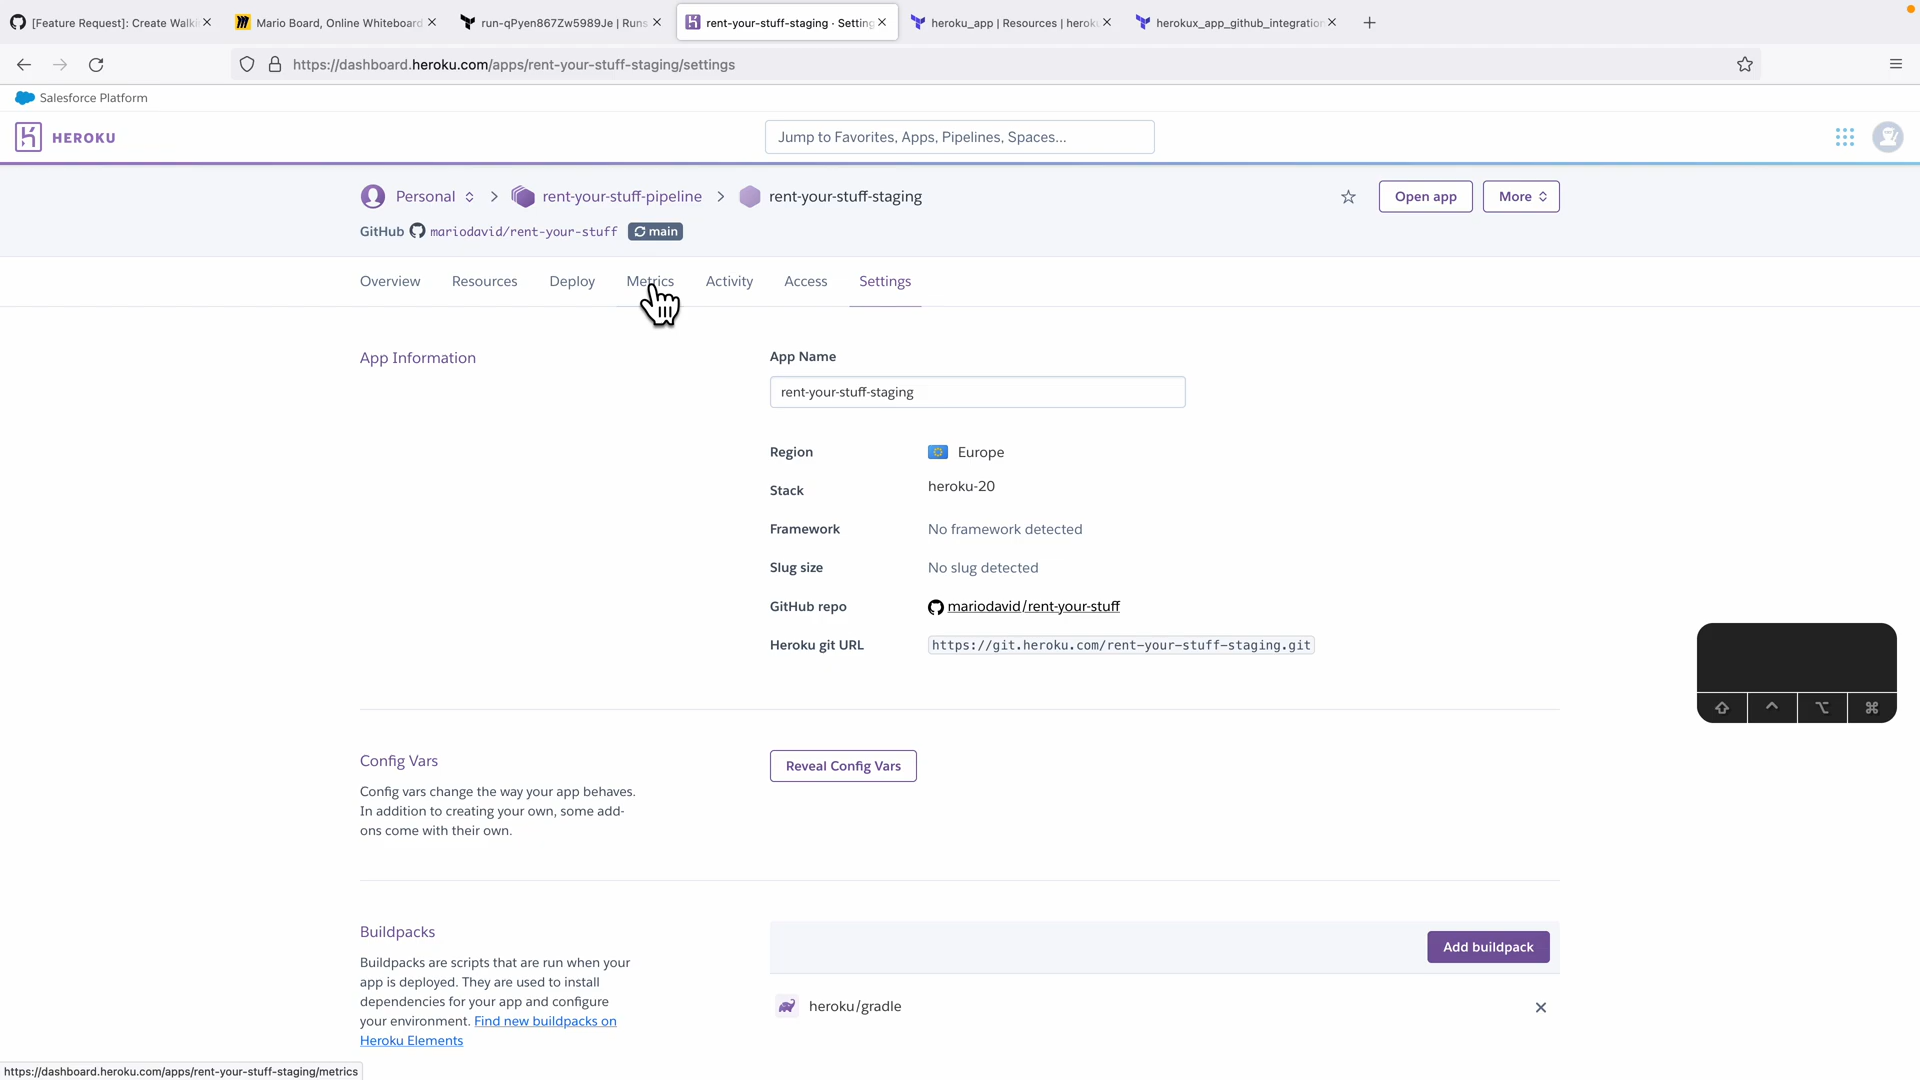 [Feature Request]: Create Walki
Mario Board, Online Whiteboard
run-qPyen867Zw5989Je | Runs
rent-your-stuff-staging · Setting
heroku_app | Resources | herok
herokux_app_github_integration
https://dashboard.heroku.com/apps/rent-your-stuff-staging/settings
Salesforce Platform
HEROKU
Jump to Favorites, Apps, Pipelines, Spaces...
Personal
rent-your-stuff-pipeline
rent-your-stuff-staging
Open app
More
GitHub mariodavid/rent-your-stuff main
Overview
Resources
Deploy
Metrics
Activity
Access
Settings
App Information
App Name
rent-your-stuff-staging
Region
Europe
Stack
heroku-20
Framework
No framework detected
Slug size
No slug detected
GitHub repo
mariodavid/rent-your-stuff
Heroku git URL
https://git.heroku.com/rent-your-stuff-staging.git
Config Vars
Config vars change the way your app behaves.
In addition to creating your own, some add-
ons come with their own.
Reveal Config Vars
Buildpacks
Buildpacks are scripts that are run when your
app is deployed. They are used to install
dependencies for your app and configure
your environment. Find new buildpacks on
Heroku Elements
Add buildpack
heroku/gradle
https://dashboard.heroku.com/apps/rent-your-stuff-staging/metrics